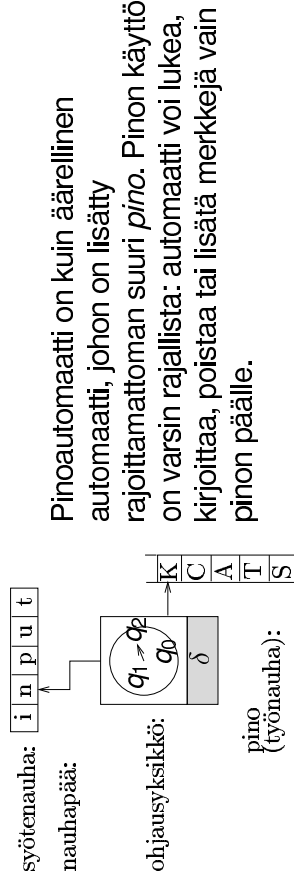 syötenauha:
i n p u t
nauhapää:
ohjausyksikkö:
q1 q2
q0
δ
K
C
A
T
S
pino
(työnauha):
Pinoautomaatti on kuin äärellinen
automaatti, johon on lisätty
rajoittamattoman suuri pino. Pinon käyttö
on varsin rajallista: automaatti voi lukea,
kirjoittaa, poistaa tai lisätä merkkejä vain
pinon päälle.